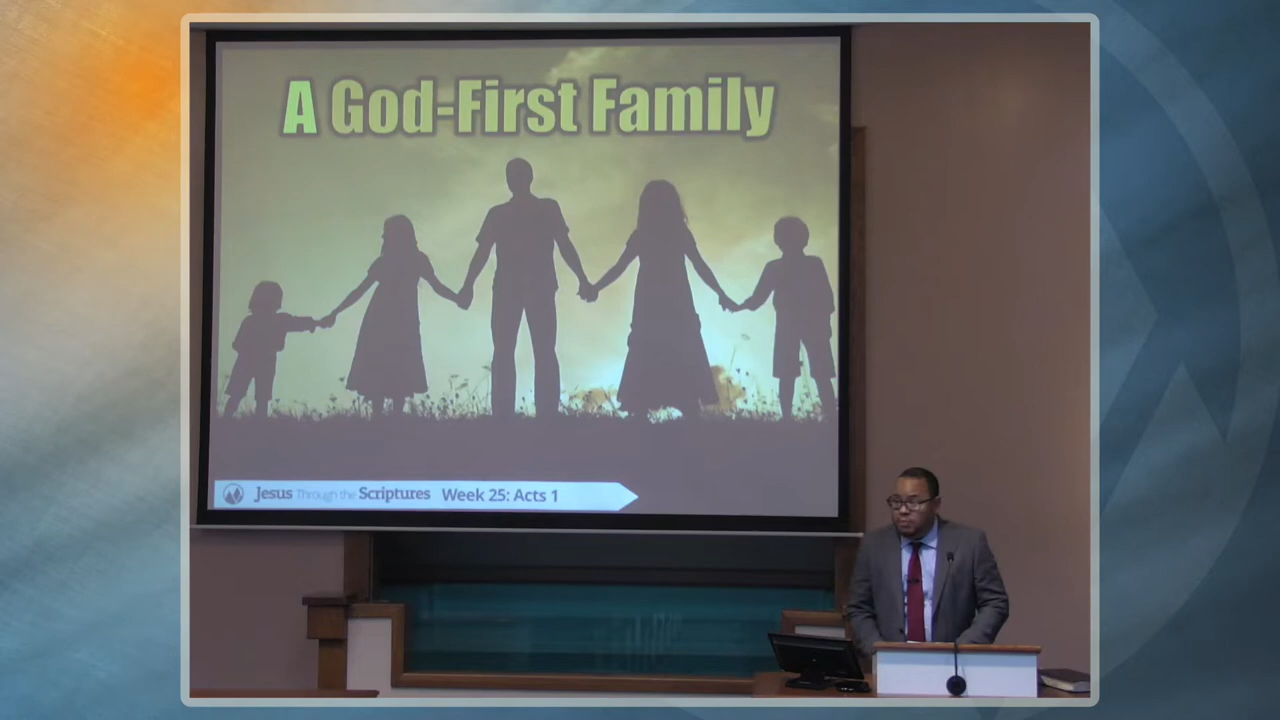 A God-First Family
Jesus Through the Scriptures Week 25: Acts 1